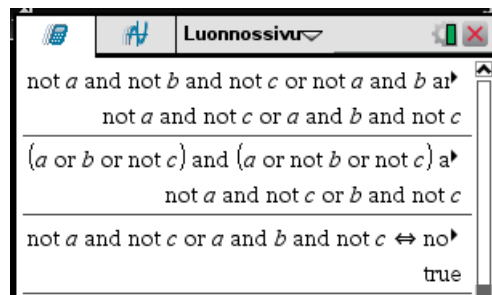 Luonnossivu
not a and not b and not c or not a and b
not a and not c or a and b and not c
(a or b or not c) and (a or not b or not c)
not a and not c or b and not c
not a and not c or a and b and not c ⇔
true